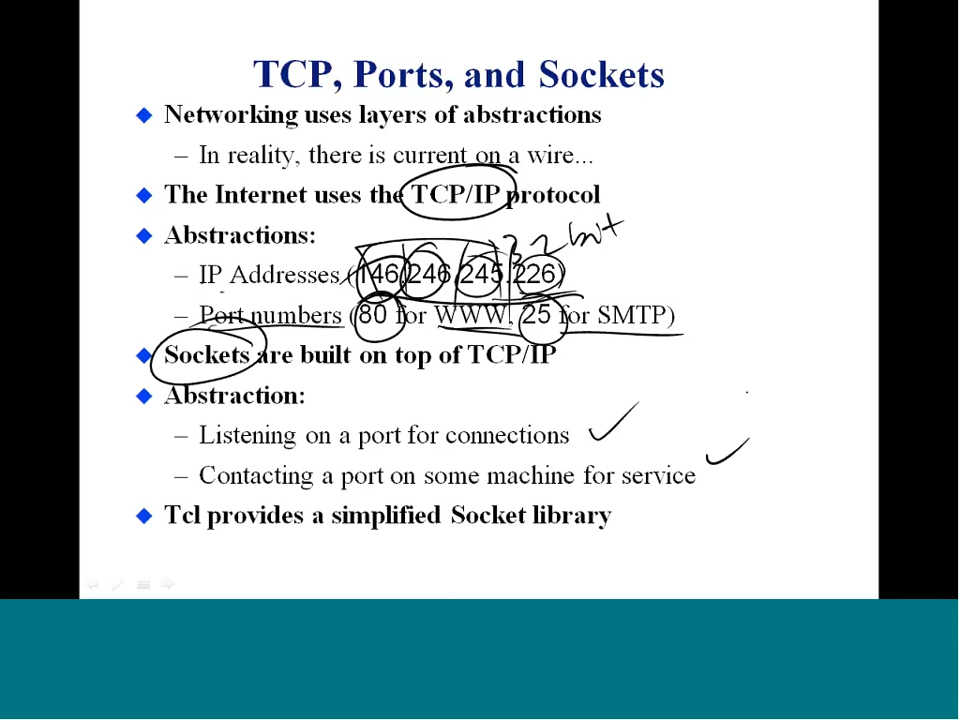 TCP, Ports, and Sockets
◆ Networking uses layers of abstractions
– In reality, there is current on a wire...
◆ The Internet uses the TCP/IP protocol
◆ Abstractions:
32 bit
– IP Addresses (146.246.245.226)
– Port numbers (80 for WWW, 25 for SMTP)
◆ Sockets are built on top of TCP/IP
◆ Abstraction:
– Listening on a port for connections
– Contacting a port on some machine for service
◆ Tcl provides a simplified Socket library